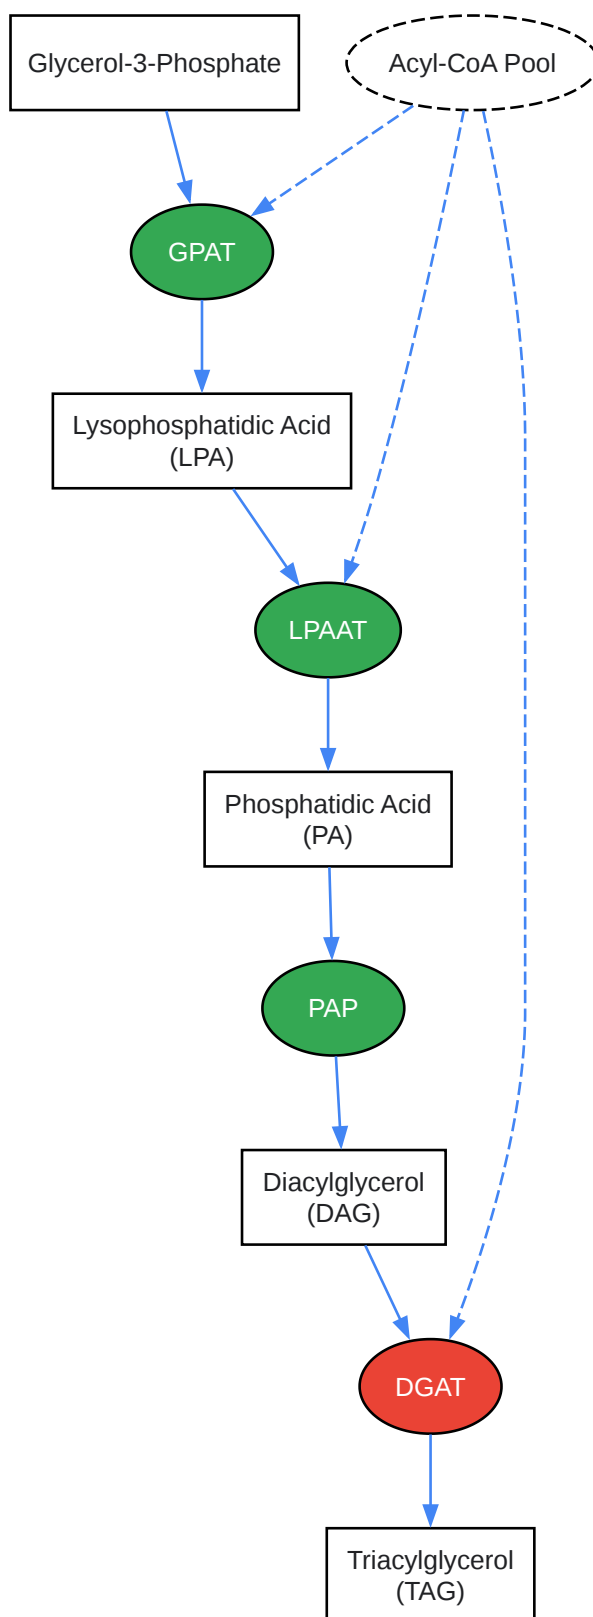 Glycerol-3-Phosphate
Acyl-CoA Pool
GPAT
Lysophosphatidic Acid
(LPA)
LPAAT
Phosphatidic Acid
(PA)
PAP
Diacylglycerol
(DAG)
DGAT
Triacylglycerol
(TAG)